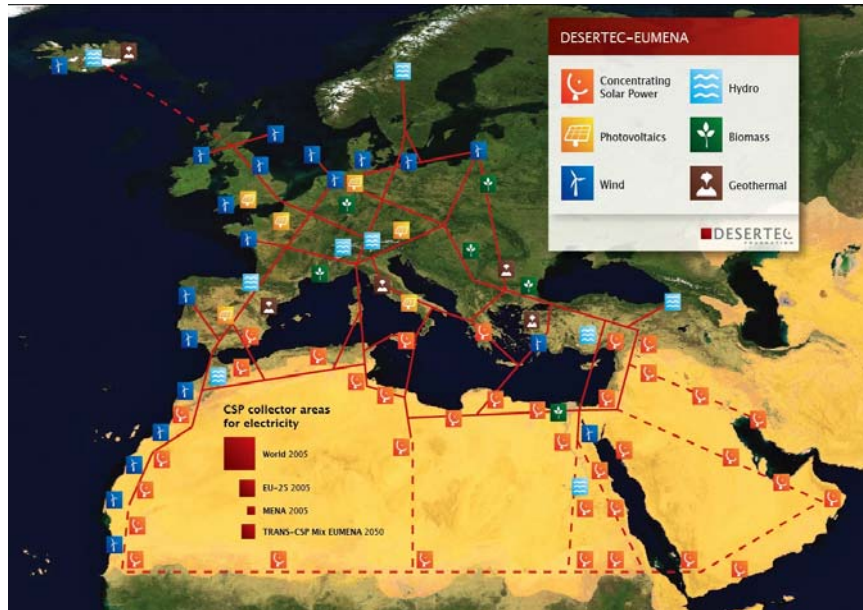 DESERTEC–EUMENA
Concentrating
Solar Power
Hydro
Photovoltaics
Biomass
Wind
Geothermal
DESERTEC
FOUNDATION
CSP collector areas
for electricity
World 2005
EU-25 2005
MENA 2005
TRANS-CSP Mix EUMENA 2050